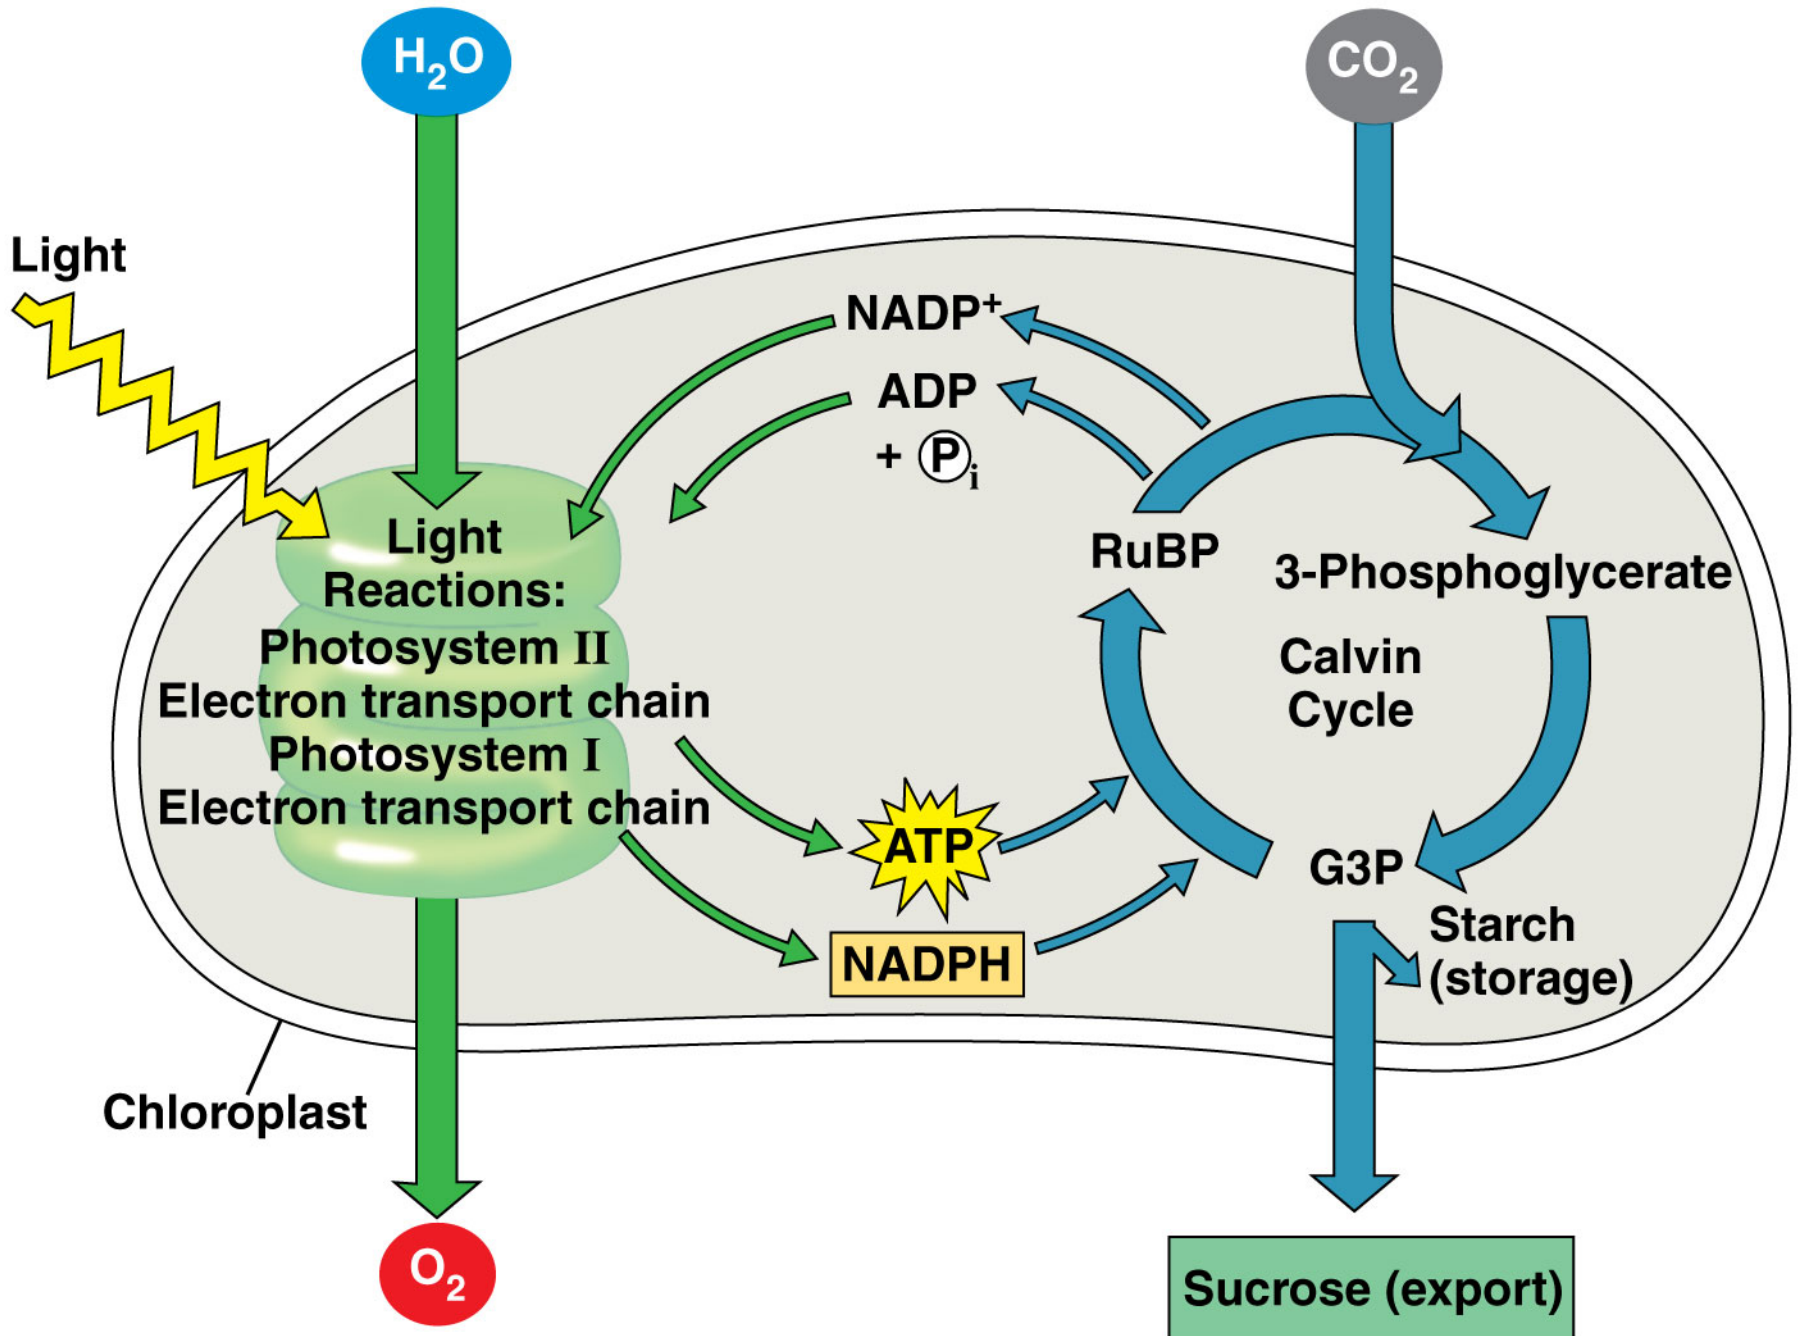 H₂O
CO₂
Light
NADP⁺
ADP
+ Pᵢ
Light
Reactions:
Photosystem II
Electron transport chain
Photosystem I
Electron transport chain
RuBP
3-Phosphoglycerate
Calvin
Cycle
ATP
NADPH
G3P
Starch
(storage)
Chloroplast
O₂
Sucrose (export)